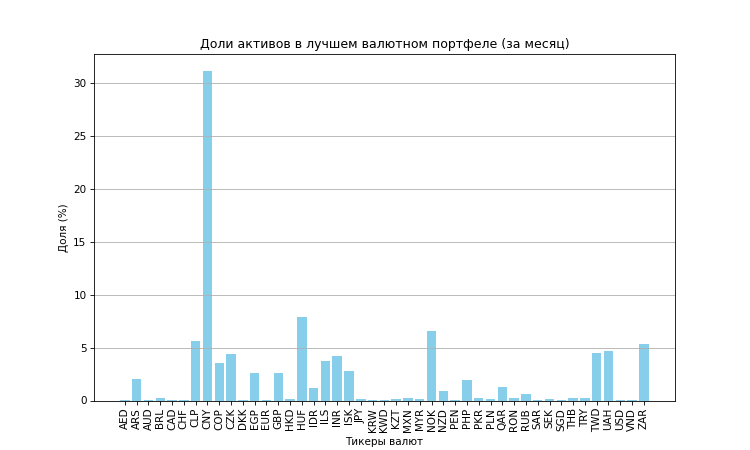 Доли активов в лучшем валютном портфеле (за месяц)
Доля (%)
30
25
20
15
10
5
0
AED ARS AUD BRL CAD CHF CLP CNY COP CZK DKK EGP EUR GBP HKD HUF IDR ILS INR ISK JPY KRW KWD KZT MXN MYR NOK NZD PEN PHP PKR PLN QAR RON RUB SAR SEK SGD THB TRY TWD UAH USD VND ZAR
Тикеры валют